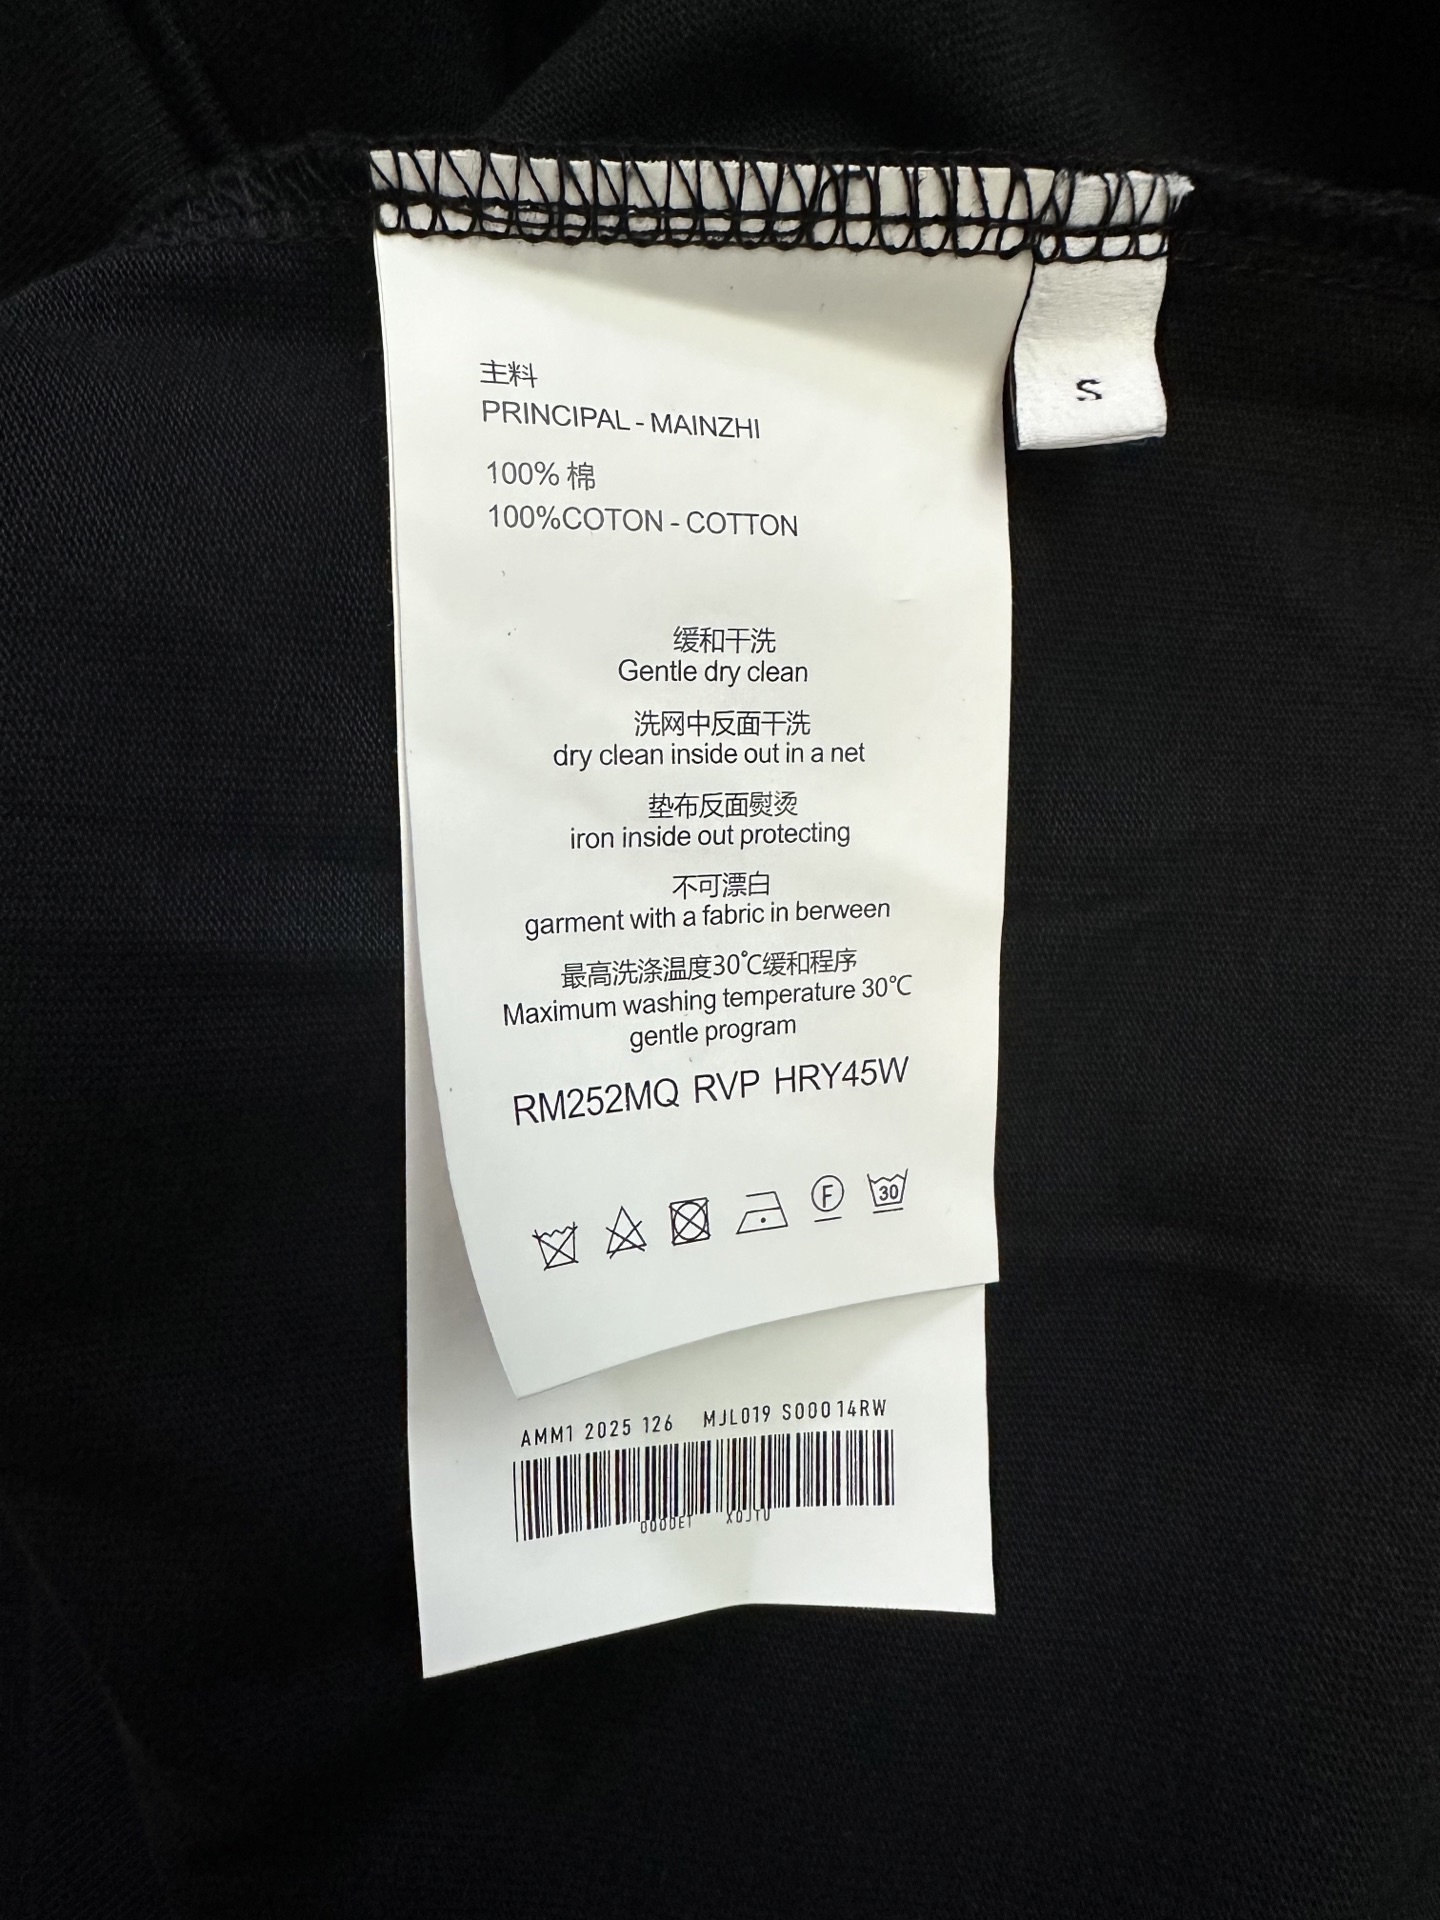 主料
PRINCIPAL - MAINZHI
100% 棉
100%COTON - COTTON
S
缓和干洗
Gentle dry clean
洗网中反面干洗
dry clean inside out in a net
垫布反面熨烫
iron inside out protecting
不可漂白
garment with a fabric in berween
最高洗涤温度30℃缓和程序
Maximum washing temperature 30℃
gentle program
RM252MQ RVP HRY45W
F 30
AMM1 2025 126 MJL019 S00014RW